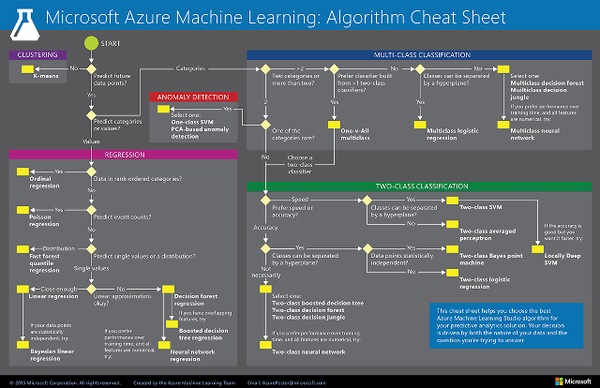 Microsoft Azure Machine Learning: Algorithm Cheat Sheet
START
CLUSTERING
K-means
No
Predict future
data points?
Yes
Predict categories
or values?
Categories
Values
ANOMALY DETECTION
Yes
Select one:
One-class SVM
PCA-based anomaly
detection
MULTI-CLASS CLASSIFICATION
>2
Two categories or
more than two?
2
Prefer classifier built
from >1 two-class
classifiers?
No
Yes
Classes can be separated
by a hyperplane?
No
Yes
Select one:
Multiclass decision forest
Multiclass decision
jungle
If you prefer performance over
training time, and all features
are numerical, try:
Multiclass neural
network
Multiclass logistic
regression
One-v-All
multiclass
One of the
categories rare?
No
Choose a
two-class
classifier
REGRESSION
Yes
Data in rank-ordered categories?
Ordinal
regression
No
Yes
Predict event counts?
Poisson
regression
No
Distribution
Predict single values or a distribution?
Fast forest
quantile
regression
Single values
Close enough
Linear regression
Linear approximation
okay?
No
Decision forest
regression
If you have overlapping
features, try:
Boosted decision
tree regression
If your data points
are statistically
independent, try:
Bayesian linear
regression
If you prefer
performance over
training time, and all
features are numerical,
try:
Neural network
regression
TWO-CLASS CLASSIFICATION
Prefer speed or
accuracy?
Speed
Classes can be separated
by a hyperplane?
Yes
Two-class SVM
No
Two-class averaged
perceptron
If the accuracy is
good but you
want it faster, try:
Locally Deep
SVM
Accuracy
Classes can be separated
by a hyperplane?
Yes
Data points statistically
independent?
Yes
Two-class Bayes point
machine
No
Two-class logistic
regression
Not
necessarily
Select one:
Two-class boosted decision tree
Two-class decision forest
Two-class decision jungle
If you prefer performance over training
time, and all features are numerical, try:
Two-class neural network
This cheat sheet helps you choose the best
Azure Machine Learning Studio algorithm for
your predictive analytics solution. Your decision
is driven by both the nature of your data and the
question you're trying to answer.
© 2015 Microsoft Corporation. All rights reserved. Created by the Azure Machine Learning Team Email: AzurePoster@microsoft.com
Microsoft